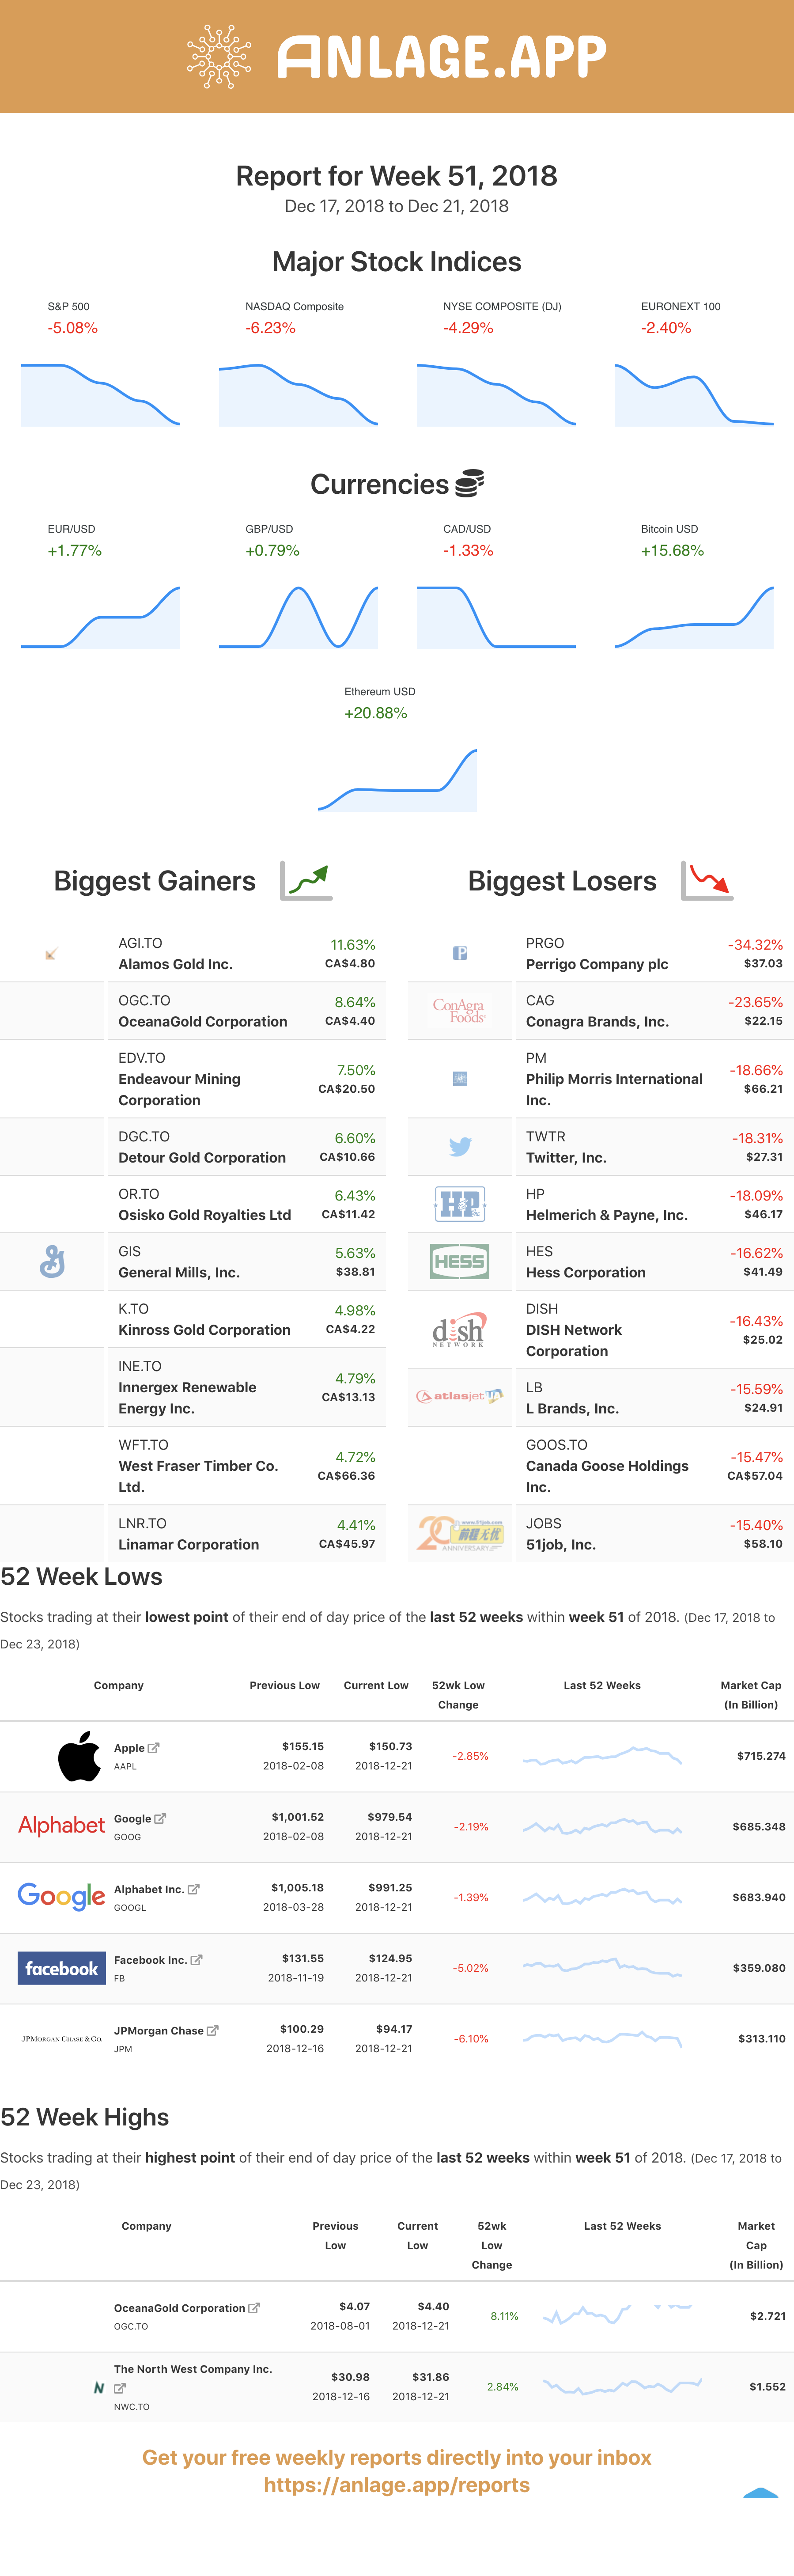 ANLAGE.APP
Report for Week 51, 2018
Dec 17, 2018 to Dec 21, 2018
Major Stock Indices
S&P 500
-5.08%
NASDAQ Composite
-6.23%
NYSE COMPOSITE (DJ)
-4.29%
EURONEXT 100
-2.40%
Currencies
EUR/USD
+1.77%
GBP/USD
+0.79%
CAD/USD
-1.33%
Bitcoin USD
+15.68%
Ethereum USD
+20.88%
Biggest Gainers
AGI.TO
Alamos Gold Inc.
11.63%
CA$4.80
OGC.TO
OceanaGold Corporation
8.64%
CA$4.40
EDV.TO
Endeavour Mining
Corporation
7.50%
CA$20.50
DGC.TO
Detour Gold Corporation
6.60%
CA$10.66
OR.TO
Osisko Gold Royalties Ltd
6.43%
CA$11.42
GIS
General Mills, Inc.
5.63%
$38.81
K.TO
Kinross Gold Corporation
4.98%
CA$4.22
INE.TO
Innergex Renewable
Energy Inc.
4.79%
CA$13.13
WFT.TO
West Fraser Timber Co.
Ltd.
4.72%
CA$66.36
LNR.TO
Linamar Corporation
4.41%
CA$45.97
Biggest Losers
P
PRGO
Perrigo Company plc
-34.32%
$37.03
ConAgra
Foods
CAG
Conagra Brands, Inc.
-23.65%
$22.15
PM
Philip Morris International
Inc.
-18.66%
$66.21
TWTR
Twitter, Inc.
-18.31%
$27.31
H&P
HP
Helmerich & Payne, Inc.
-18.09%
$46.17
HESS
HES
Hess Corporation
-16.62%
$41.49
dish
NETWORK
DISH
DISH Network
Corporation
-16.43%
$25.02
atlasjet
LB
L Brands, Inc.
-15.59%
$24.91
GOOS.TO
Canada Goose Holdings
Inc.
-15.47%
CA$57.04
20
www.51job.com
前程无忧
ANNIVERSARY
JOBS
51job, Inc.
-15.40%
$58.10
52 Week Lows
Stocks trading at their lowest point of their end of day price of the last 52 weeks within week 51 of 2018. (Dec 17, 2018 to
Dec 23, 2018)
Company Previous Low Current Low 52wk Low Last 52 Weeks Market Cap
Change (In Billion)
Apple $155.15 $150.73
AAPL 2018-02-08 2018-12-21 -2.85% $715.274
Alphabet
Google $1,001.52 $979.54
GOOG 2018-02-08 2018-12-21 -2.19% $685.348
Google
Alphabet Inc. $1,005.18 $991.25
GOOGL 2018-03-28 2018-12-21 -1.39% $683.940
facebook
Facebook Inc. $131.55 $124.95
FB 2018-11-19 2018-12-21 -5.02% $359.080
JPMORGAN CHASE & CO.
JPMorgan Chase $100.29 $94.17
JPM 2018-12-16 2018-12-21 -6.10% $313.110
52 Week Highs
Stocks trading at their highest point of their end of day price of the last 52 weeks within week 51 of 2018. (Dec 17, 2018 to
Dec 23, 2018)
Company Previous Current 52wk Last 52 Weeks Market
Low Low Low Cap
Change (In Billion)
OceanaGold Corporation $4.07 $4.40
OGC.TO 2018-08-01 2018-12-21 8.11% $2.721
N
The North West Company Inc. $30.98 $31.86
NWC.TO 2018-12-16 2018-12-21 2.84% $1.552
Get your free weekly reports directly into your inbox
https://anlage.app/reports